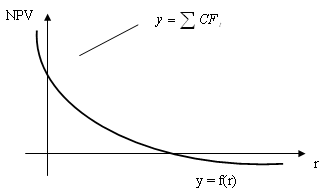 NPV
y = ∑ CFᵢ
r
y = f(r)